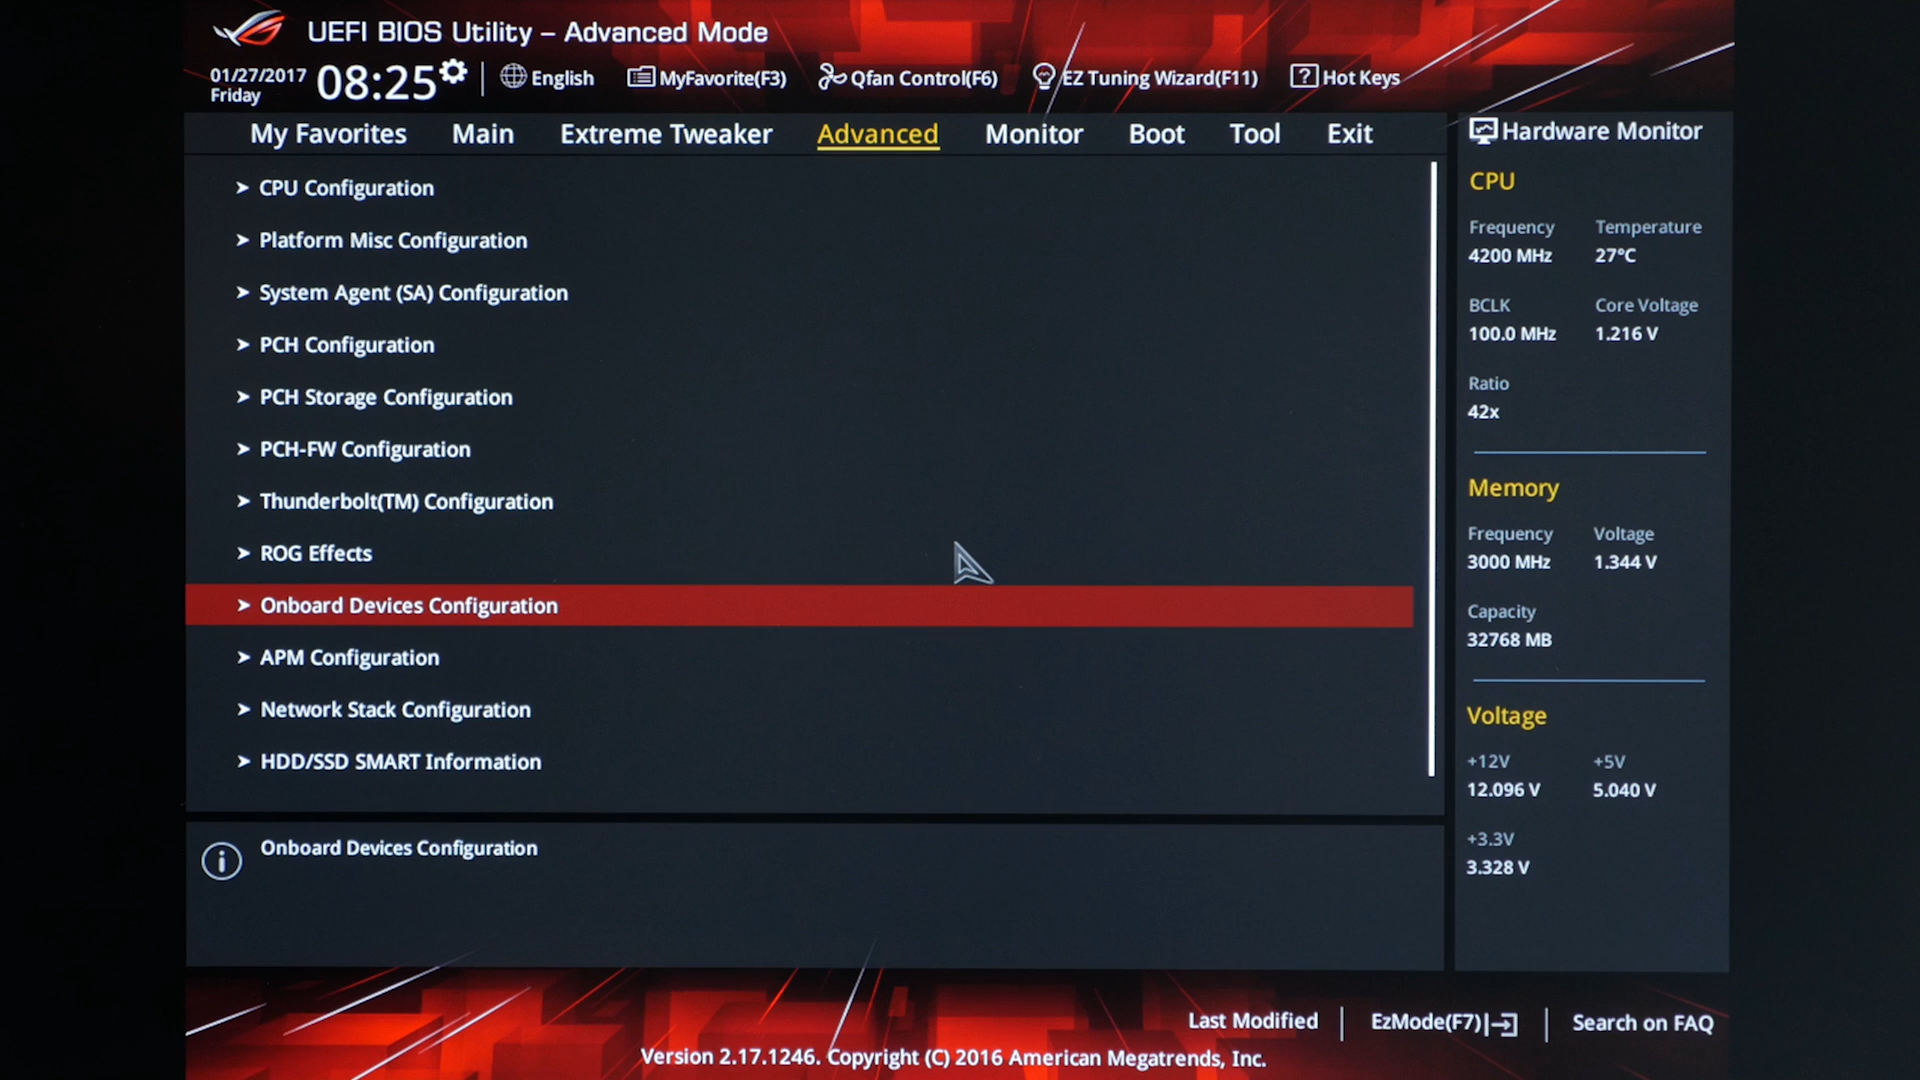 UEFI BIOS Utility – Advanced Mode
01/27/2017
Friday
08:25
English
MyFavorite(F3)
Qfan Control(F6)
EZ Tuning Wizard(F11)
? Hot Keys
My Favorites
Main
Extreme Tweaker
Advanced
Monitor
Boot
Tool
Exit
CPU Configuration
Platform Misc Configuration
System Agent (SA) Configuration
PCH Configuration
PCH Storage Configuration
PCH-FW Configuration
Thunderbolt(TM) Configuration
ROG Effects
Onboard Devices Configuration
APM Configuration
Network Stack Configuration
HDD/SSD SMART Information
i
Onboard Devices Configuration
Hardware Monitor
CPU
Frequency Temperature
4200 MHz 27°C
BCLK Core Voltage
100.0 MHz 1.216 V
Ratio
42x
Memory
Frequency Voltage
3000 MHz 1.344 V
Capacity
32768 MB
Voltage
+12V +5V
12.096 V 5.040 V
+3.3V
3.328 V
Last Modified
EzMode(F7)
Search on FAQ
Version 2.17.1246. Copyright (C) 2016 American Megatrends, Inc.